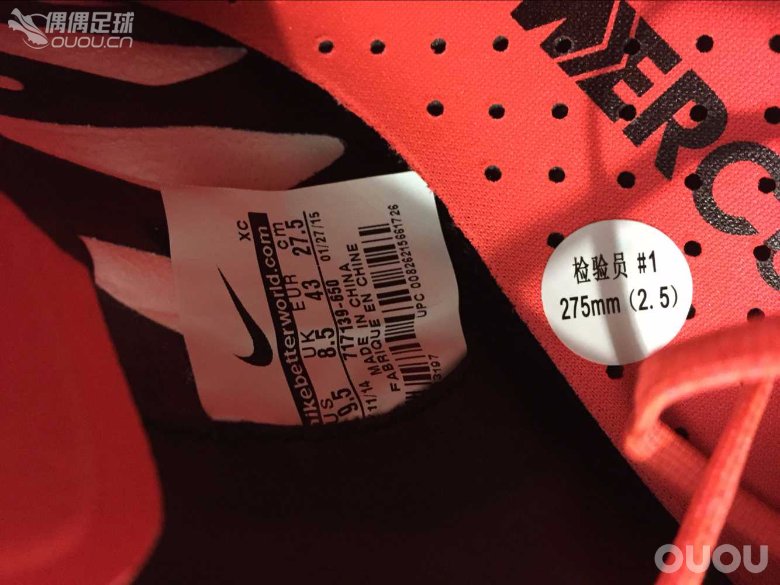 偶偶足球
OUOU.CN
MERCU
XC
nikebetterworld.com
US UK EUR cm
9.5 8.5 43 27.5
11/14 717139-650 01/27/15
MADE IN CHINA
FABRIQUE EN CHINE
UPC 00826215661726
3197
检验员 #1
275mm (2.5)
OUOU